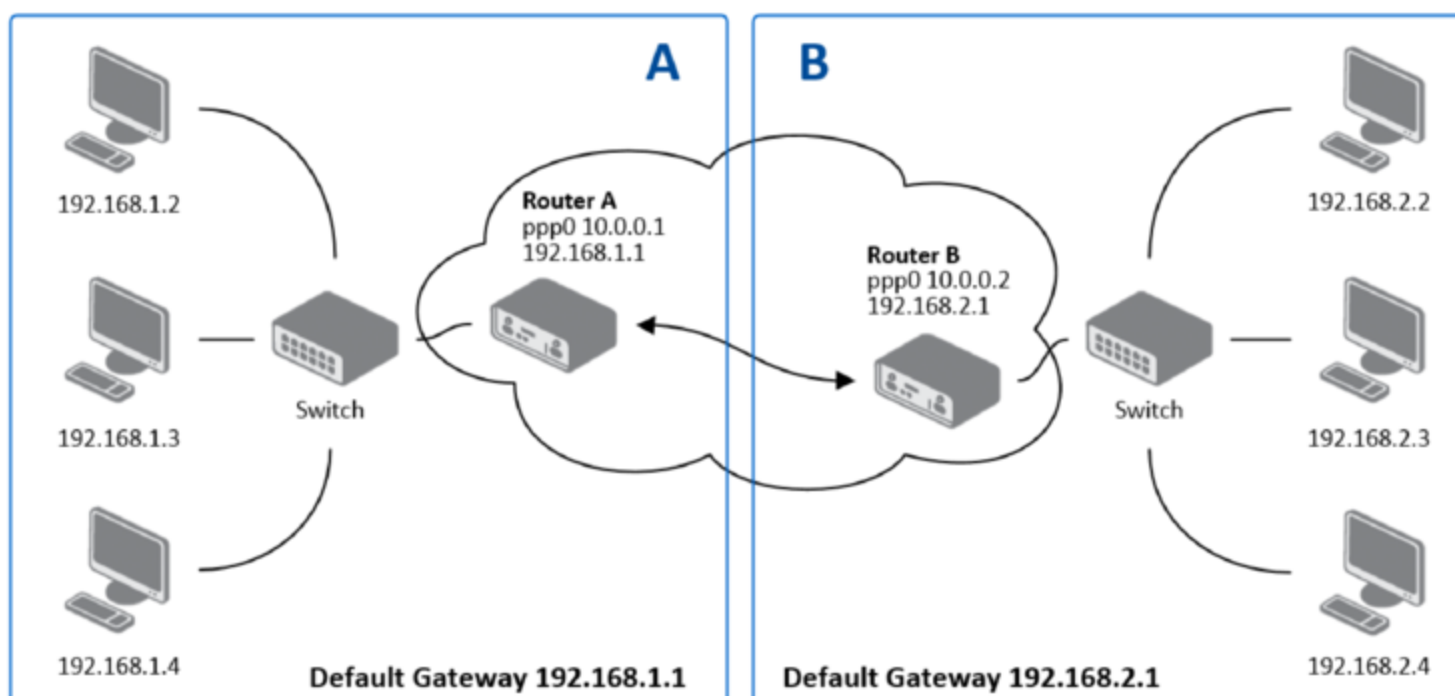 A
192.168.1.2
192.168.1.3
192.168.1.4
Switch
Router A
ppp0 10.0.0.1
192.168.1.1
Default Gateway 192.168.1.1
B
Router B
ppp0 10.0.0.2
192.168.2.1
Switch
192.168.2.2
192.168.2.3
192.168.2.4
Default Gateway 192.168.2.1